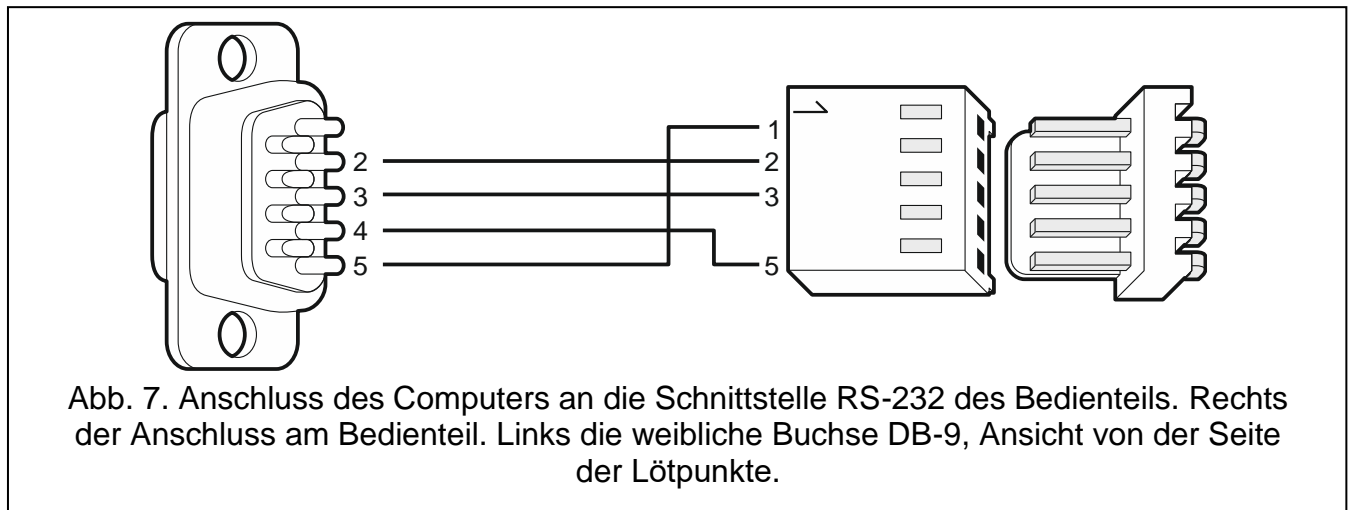 1
2 2
3 3
4
5 5
Abb. 7. Anschluss des Computers an die Schnittstelle RS-232 des Bedienteils. Rechts
der Anschluss am Bedienteil. Links die weibliche Buchse DB-9, Ansicht von der Seite
der Lötpunkte.